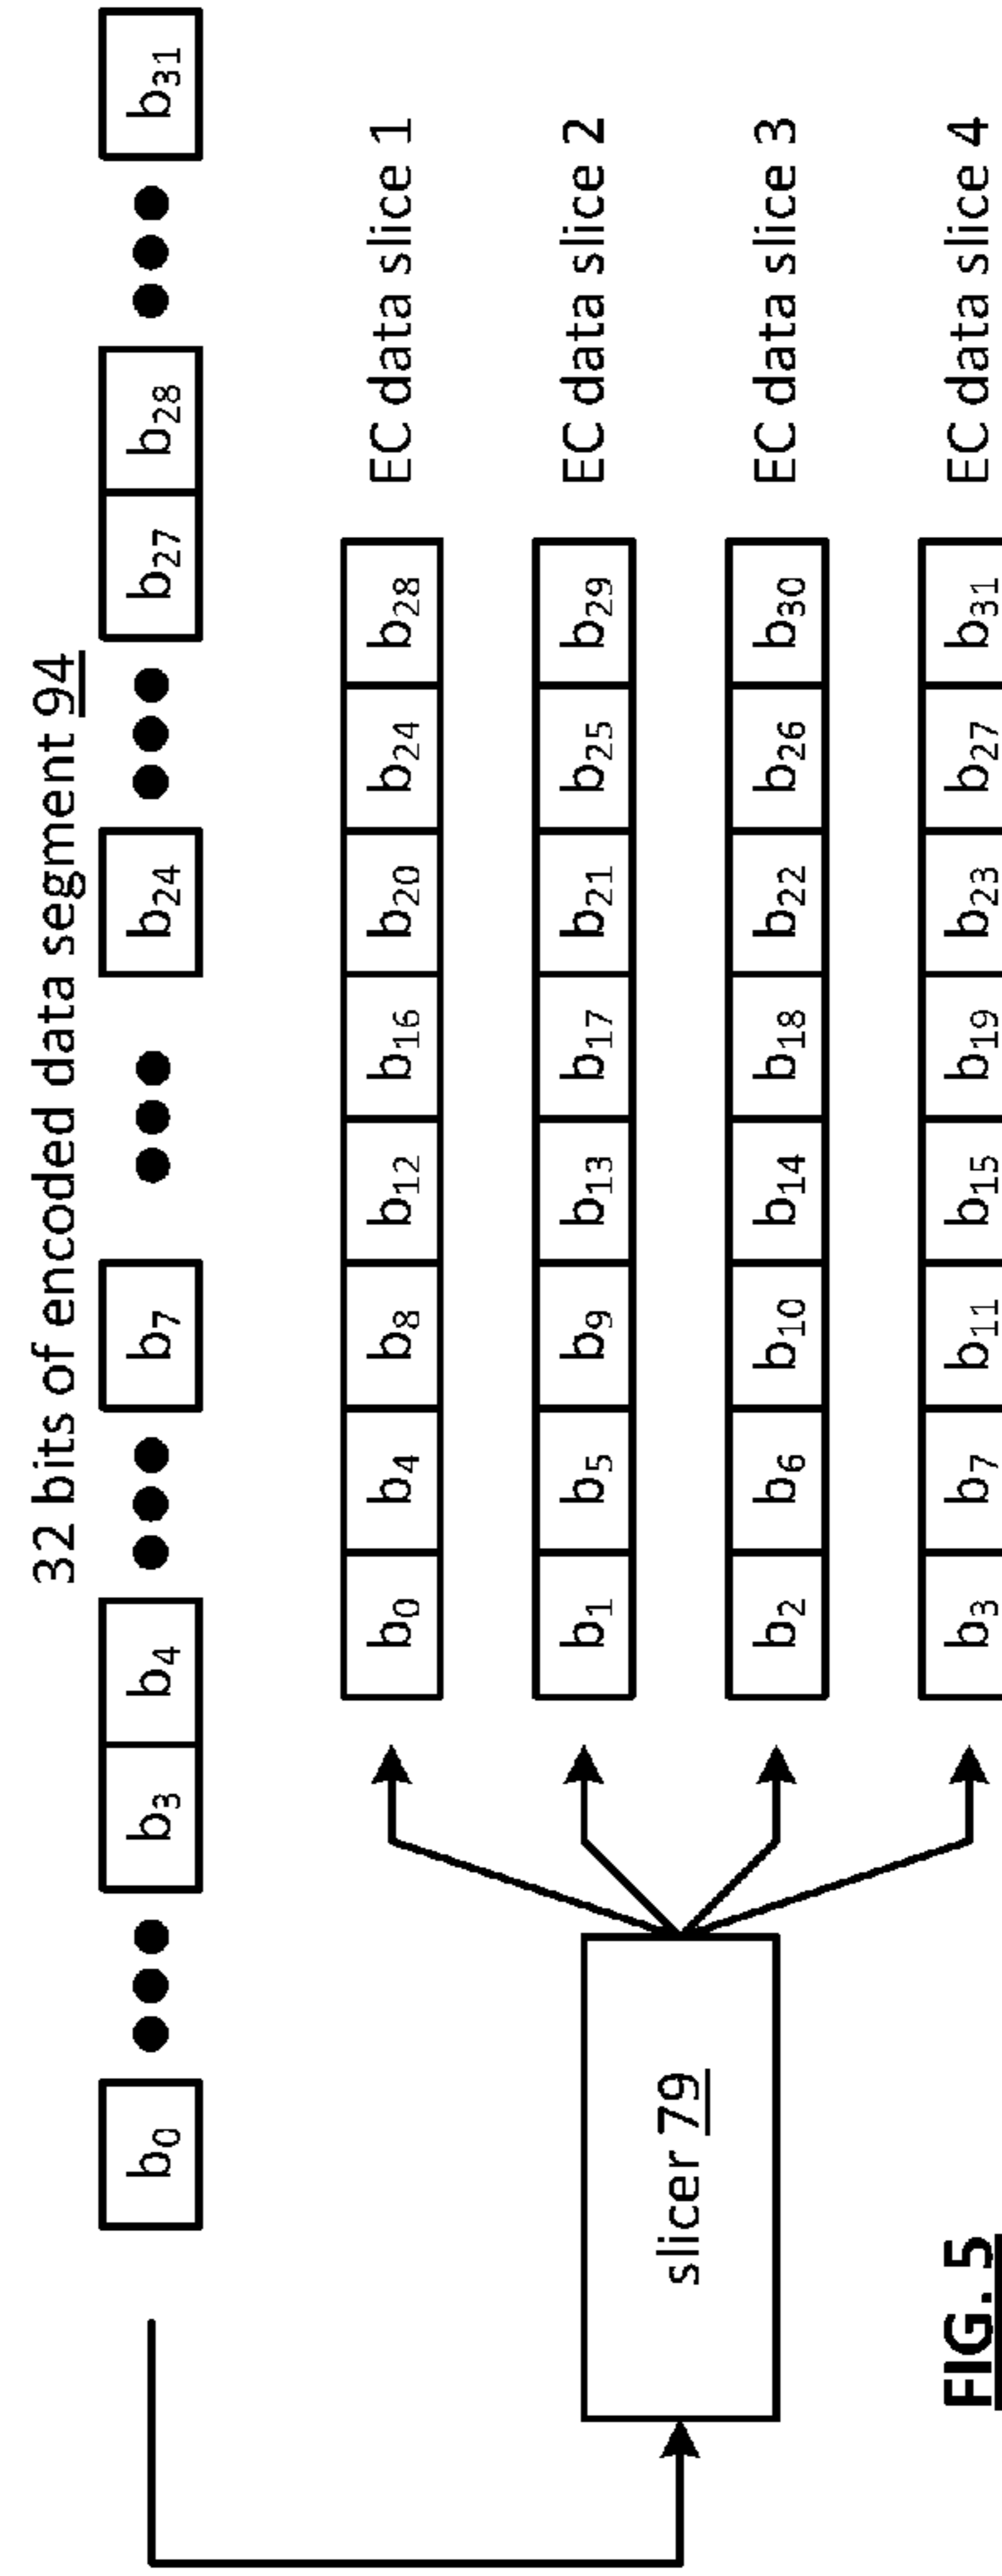 32 bits of encoded data segment 94
b0 ••• b3 b4 ••• b7 ••• b24 ••• b27 b28 ••• b31
b0 b4 b8 b12 b16 b20 b24 b28 EC data slice 1
b1 b5 b9 b13 b17 b21 b25 b29 EC data slice 2
slicer 79
b2 b6 b10 b14 b18 b22 b26 b30 EC data slice 3
b3 b7 b11 b15 b19 b23 b27 b31 EC data slice 4
FIG. 5